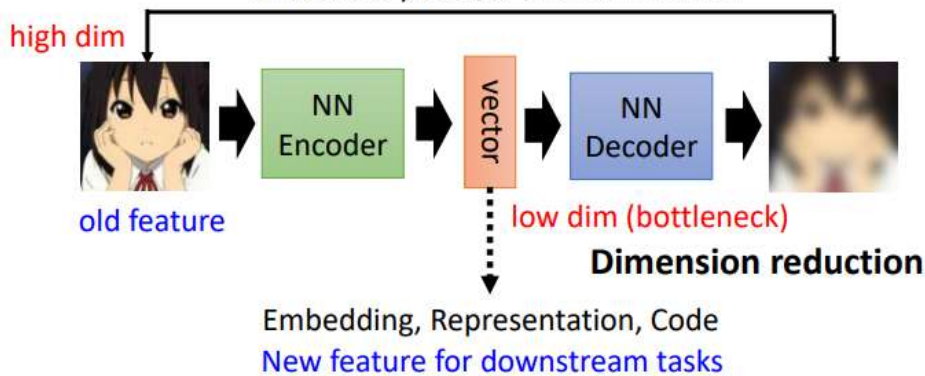 high dim
NN
Encoder
vector
NN
Decoder
old feature
low dim (bottleneck)
Dimension reduction
Embedding, Representation, Code
New feature for downstream tasks